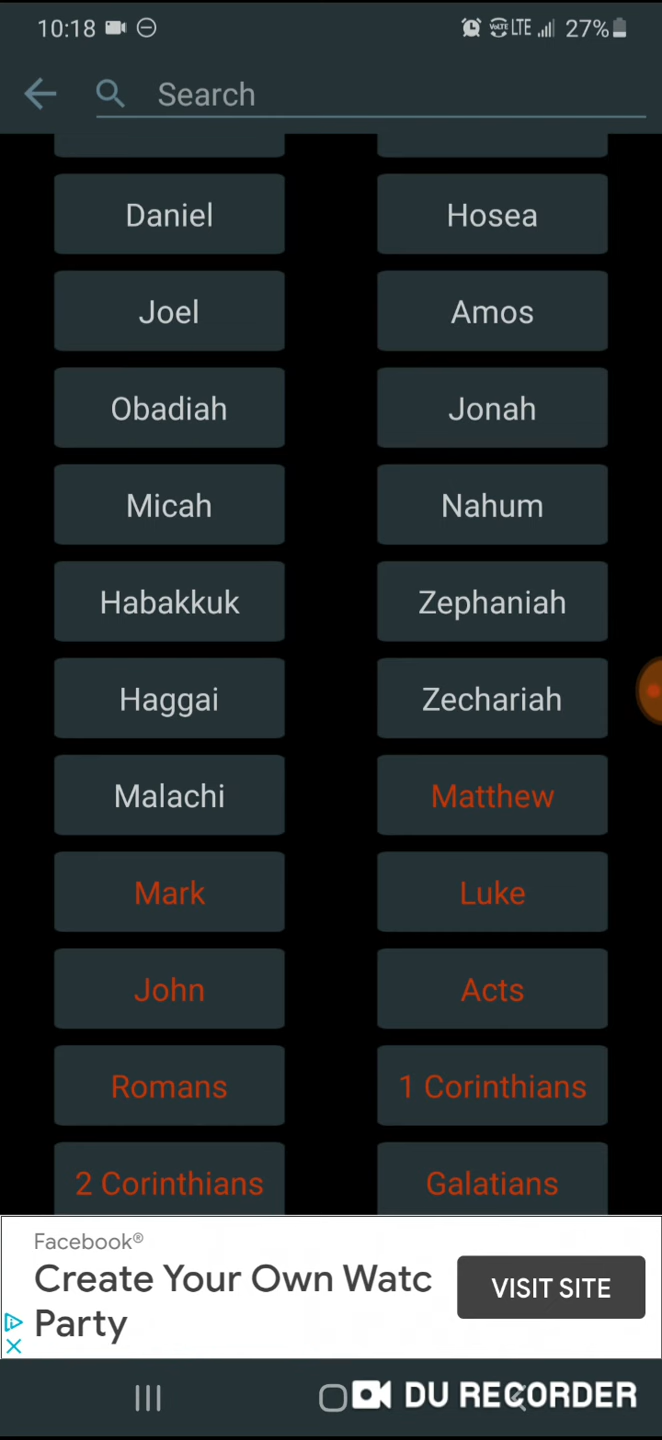 10:18 VoLTE LTE 27%
Search
Daniel Hosea
Joel Amos
Obadiah Jonah
Micah Nahum
Habakkuk Zephaniah
Haggai Zechariah
Malachi Matthew
Mark Luke
John Acts
Romans 1 Corinthians
2 Corinthians Galatians
Facebook®
Create Your Own Watc
Party
VISIT SITE
DU RECORDER